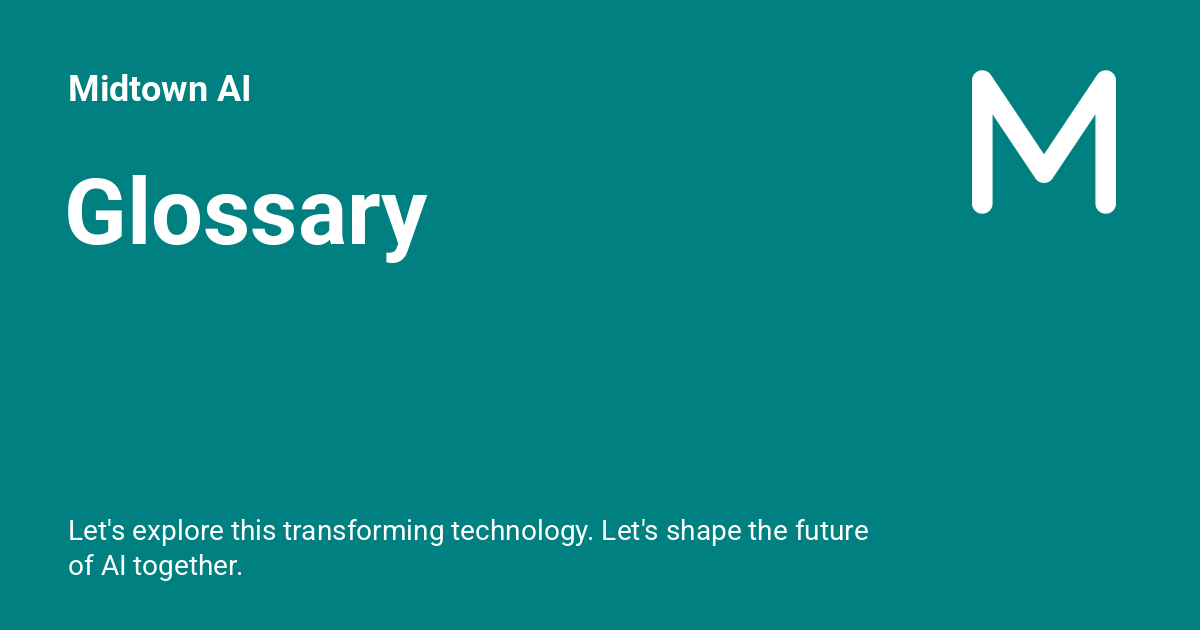 Midtown AI
M
Glossary
Let's explore this transforming technology. Let's shape the future
of AI together.